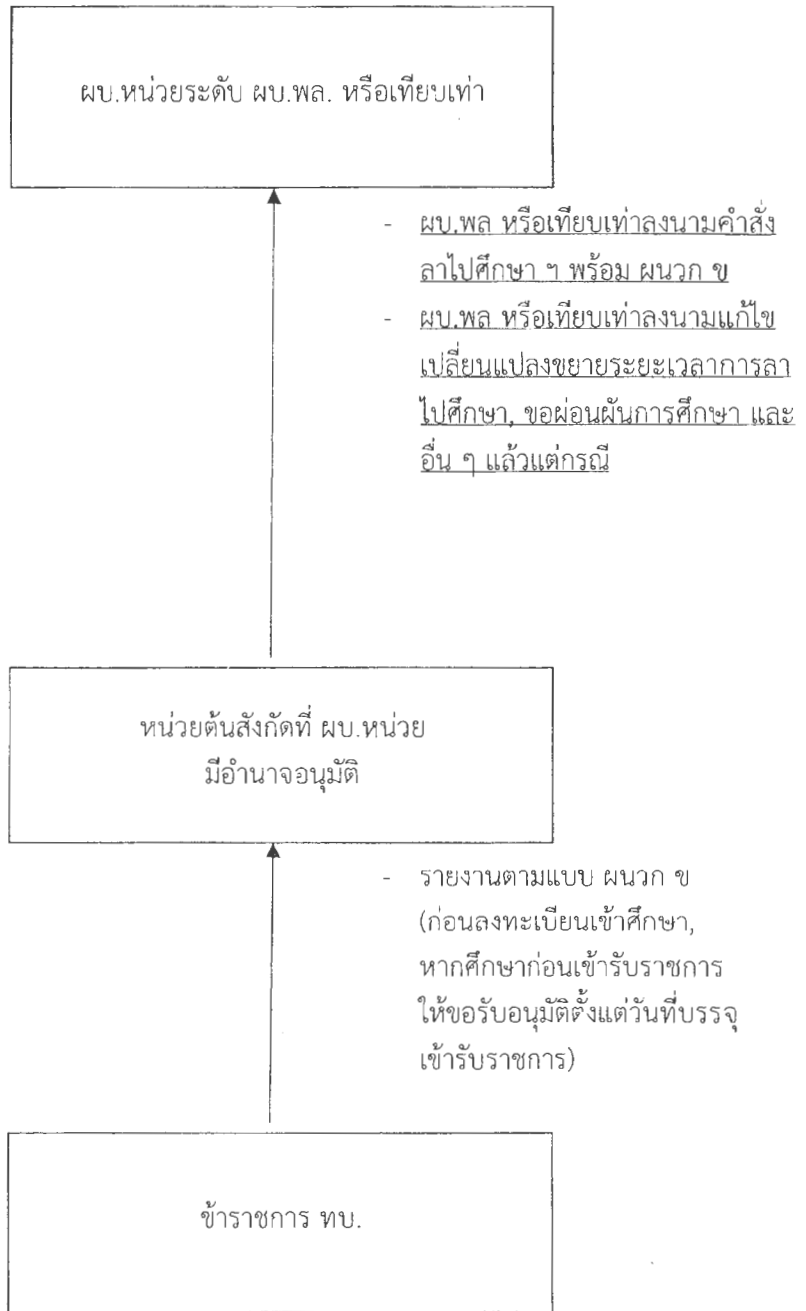 ผบ.หน่วยระดับ ผบ.พล. หรือเทียบเท่า
- ผบ.พล หรือเทียบเท่าลงนามคำสั่ง
ลาไปศึกษา ฯ พร้อม ผนวก ข
- ผบ.พล หรือเทียบเท่าลงนามแก้ไข
เปลี่ยนแปลงขยายระยะเวลาการลา
ไปศึกษา, ขอผ่อนผันการศึกษา และ
อื่น ๆ แล้วแต่กรณี
หน่วยต้นสังกัดที่ ผบ.หน่วย
มีอำนาจอนุมัติ
- รายงานตามแบบ ผนวก ข
(ก่อนลงทะเบียนเข้าศึกษา,
หากศึกษาก่อนเข้ารับราชการ
ให้ขอรับอนุมัติตั้งแต่วันที่บรรจุ
เข้ารับราชการ)
ข้าราชการ ทบ.